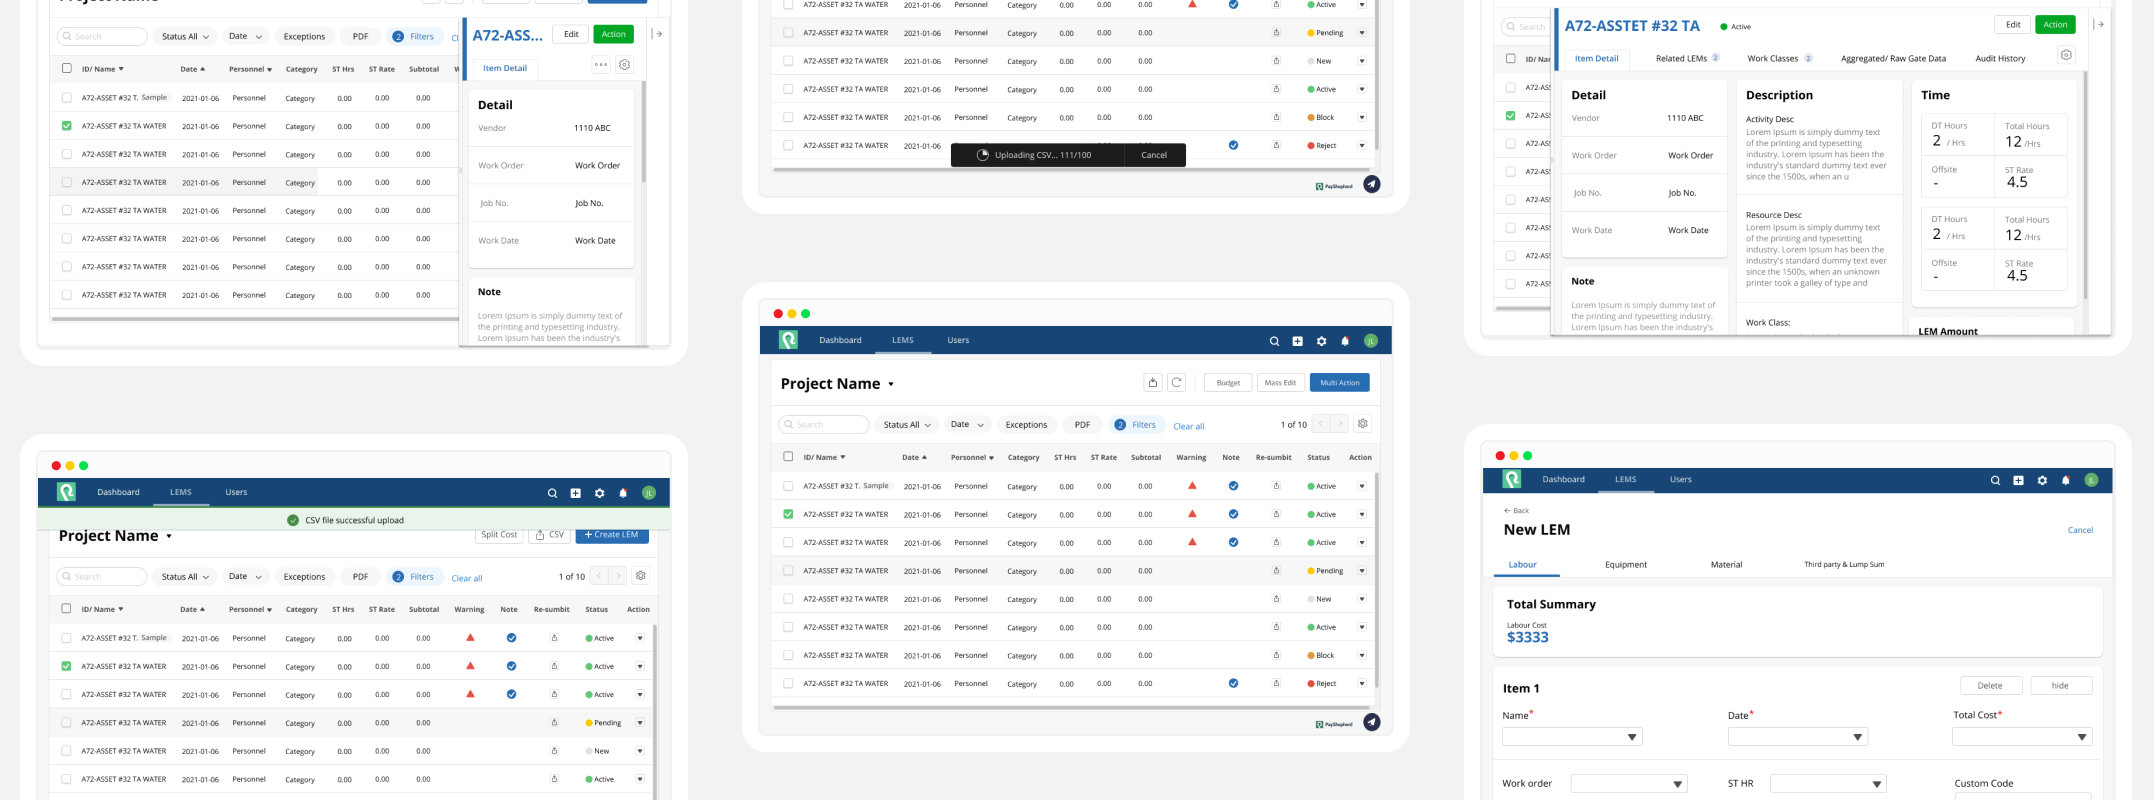 Project Name
Search Status All Date Exceptions PDF 2 Filters
ID/ Name Date Personnel Category ST Hrs ST Rate Subtotal
A72-ASSET #32 T. Sample 2021-01-06 Personnel Category 0.00 0.00 0.00
A72-ASSET #32 TA WATER 2021-01-06 Personnel Category 0.00 0.00 0.00
A72-ASSET #32 TA WATER 2021-01-06 Personnel Category 0.00 0.00 0.00
A72-ASSET #32 TA WATER 2021-01-06 Personnel Category 0.00 0.00 0.00
A72-ASSET #32 TA WATER 2021-01-06 Personnel Category 0.00 0.00 0.00
A72-ASSET #32 TA WATER 2021-01-06 Personnel Category 0.00 0.00 0.00
A72-ASSET #32 TA WATER 2021-01-06 Personnel Category 0.00 0.00 0.00
A72-ASSET #32 TA WATER 2021-01-06 Personnel Category 0.00 0.00 0.00
A72-ASS... Edit Action
Item Detail
Detail
Vendor 1110 ABC
Work Order Work Order
Job No. Job No.
Work Date Work Date
Note
Lorem Ipsum is simply dummy text of
the printing and typesetting industry.
Lorem Ipsum has been the industry's
CSV file successful upload
Dashboard LEMS Users JL
Project Name Split Cost CSV + Create LEM
Search Status All Date Exceptions PDF 2 Filters Clear all 1 of 10
ID/ Name Date Personnel Category ST Hrs ST Rate Subtotal Warning Note Re-sumbit Status Action
A72-ASSET #32 T. Sample 2021-01-06 Personnel Category 0.00 0.00 0.00 Active
A72-ASSET #32 TA WATER 2021-01-06 Personnel Category 0.00 0.00 0.00 Active
A72-ASSET #32 TA WATER 2021-01-06 Personnel Category 0.00 0.00 0.00 Active
A72-ASSET #32 TA WATER 2021-01-06 Personnel Category 0.00 0.00 0.00 Pending
A72-ASSET #32 TA WATER 2021-01-06 Personnel Category 0.00 0.00 0.00 New
A72-ASSET #32 TA WATER 2021-01-06 Personnel Category 0.00 0.00 0.00 Active
A72-ASSET #32 TA WATER 2021-01-06 Personnel Category 0.00 0.00 0.00 Active
A72-ASSET #32 TA WATER 2021-01-06 Personnel Category 0.00 0.00 0.00 Pending
A72-ASSET #32 TA WATER 2021-01-06 Personnel Category 0.00 0.00 0.00 New
A72-ASSET #32 TA WATER 2021-01-06 Personnel Category 0.00 0.00 0.00 Active
A72-ASSET #32 TA WATER 2021-01-06 Personnel Category 0.00 0.00 0.00 Block
A72-ASSET #32 TA WATER 2021-01-06 Personnel Category 0.00 0.00 0.00 Reject
Uploading CSV... 111/100 Cancel
PayShepherd
Dashboard LEMS Users JL
Project Name Budget Mass Edit Multi Action
Search Status All Date Exceptions PDF 2 Filters Clear all 1 of 10
ID/ Name Date Personnel Category ST Hrs ST Rate Subtotal Warning Note Re-sumbit Status Action
A72-ASSET #32 T. Sample 2021-01-06 Personnel Category 0.00 0.00 0.00 Active
A72-ASSET #32 TA WATER 2021-01-06 Personnel Category 0.00 0.00 0.00 Active
A72-ASSET #32 TA WATER 2021-01-06 Personnel Category 0.00 0.00 0.00 Active
A72-ASSET #32 TA WATER 2021-01-06 Personnel Category 0.00 0.00 0.00 Pending
A72-ASSET #32 TA WATER 2021-01-06 Personnel Category 0.00 0.00 0.00 New
A72-ASSET #32 TA WATER 2021-01-06 Personnel Category 0.00 0.00 0.00 Active
A72-ASSET #32 TA WATER 2021-01-06 Personnel Category 0.00 0.00 0.00 Block
A72-ASSET #32 TA WATER 2021-01-06 Personnel Category 0.00 0.00 0.00 Reject
PayShepherd
Search
ID/ Nar
A72-ASS
A72-ASS
A72-ASS
A72-ASS
A72-ASS
A72-ASS
A72-ASS
A72-ASS
A72-ASSTET #32 TA Active Edit Action
Item Detail Related LEMs 2 Work Classes 2 Aggregated/ Raw Gate Data Audit History
Detail
Vendor 1110 ABC
Work Order Work Order
Job No. Job No.
Work Date Work Date
Note
Lorem Ipsum is simply dummy text of
the printing and typesetting industry.
Lorem Ipsum has been the industry's
Description
Activity Desc
Lorem Ipsum is simply dummy text
of the printing and typesetting
industry. Lorem Ipsum has been the
industry's standard dummy text ever
since the 1500s, when an u
Resource Desc
Lorem Ipsum is simply dummy text
of the printing and typesetting
industry. Lorem Ipsum has been the
industry's standard dummy text ever
since the 1500s, when an unknown
printer took a galley of type and
Work Class:
Time
DT Hours Total Hours
2 / Hrs 12 /Hrs
Offsite ST Rate
- 4.5
DT Hours Total Hours
2 / Hrs 12 /Hrs
Offsite ST Rate
- 4.5
LEM Amount
Dashboard LEMS Users JL
← Back
New LEM Cancel
Labour Equipment Material Third party & Lump Sum
Total Summary
Labour Cost
$3333
Item 1 Delete hide
Name* Date* Total Cost*
Work order ST HR Custom Code